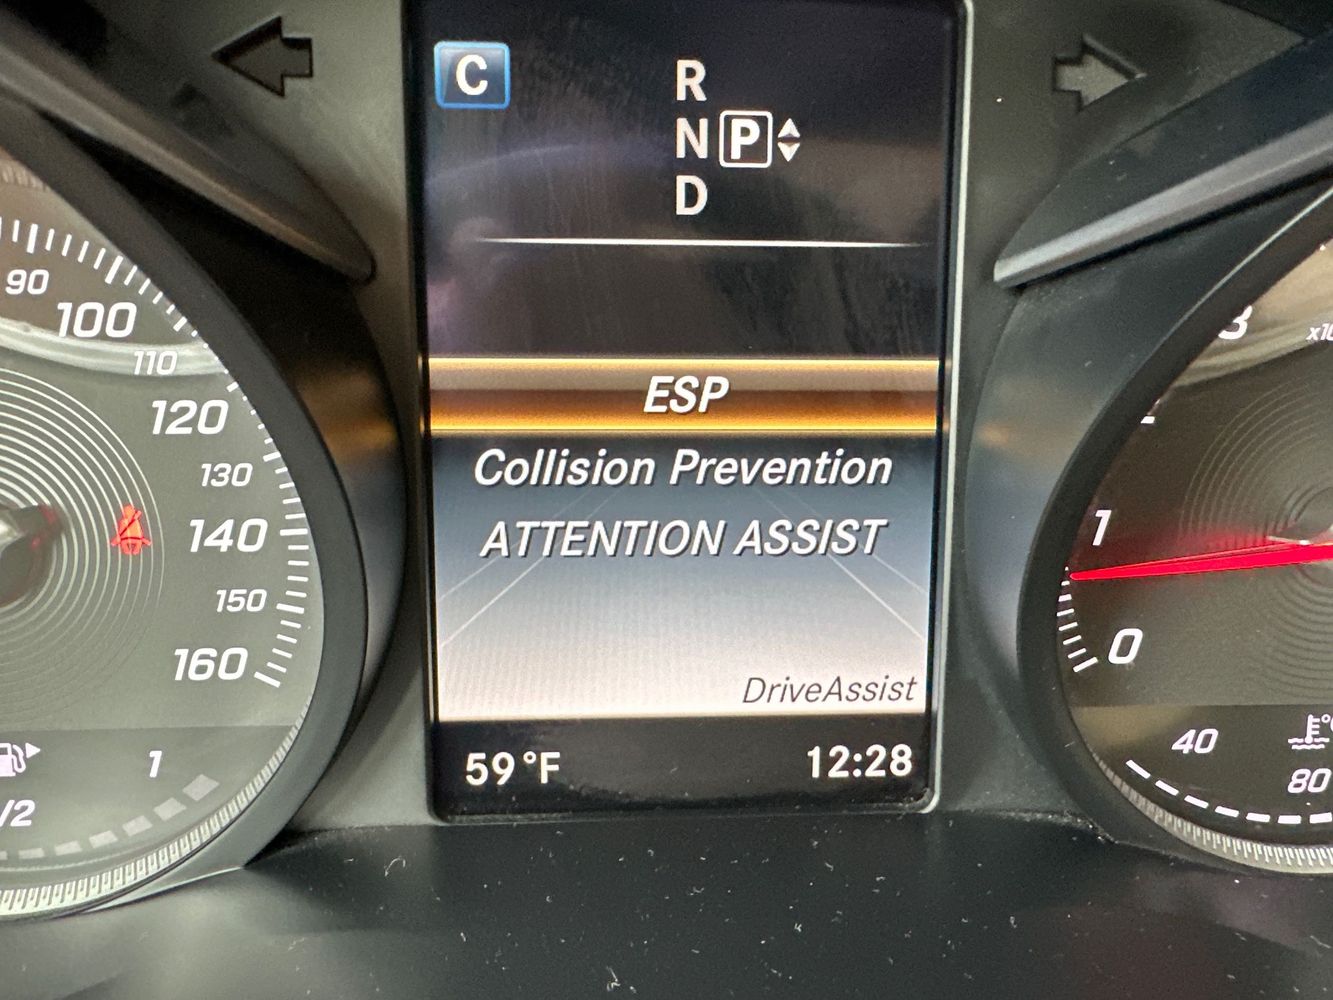 C
R
N P
D
ESP
Collision Prevention
ATTENTION ASSIST
DriveAssist
59 °F
12:28
90
100
110
120
130
140
150
160
1
/2
3
1
0
40
80